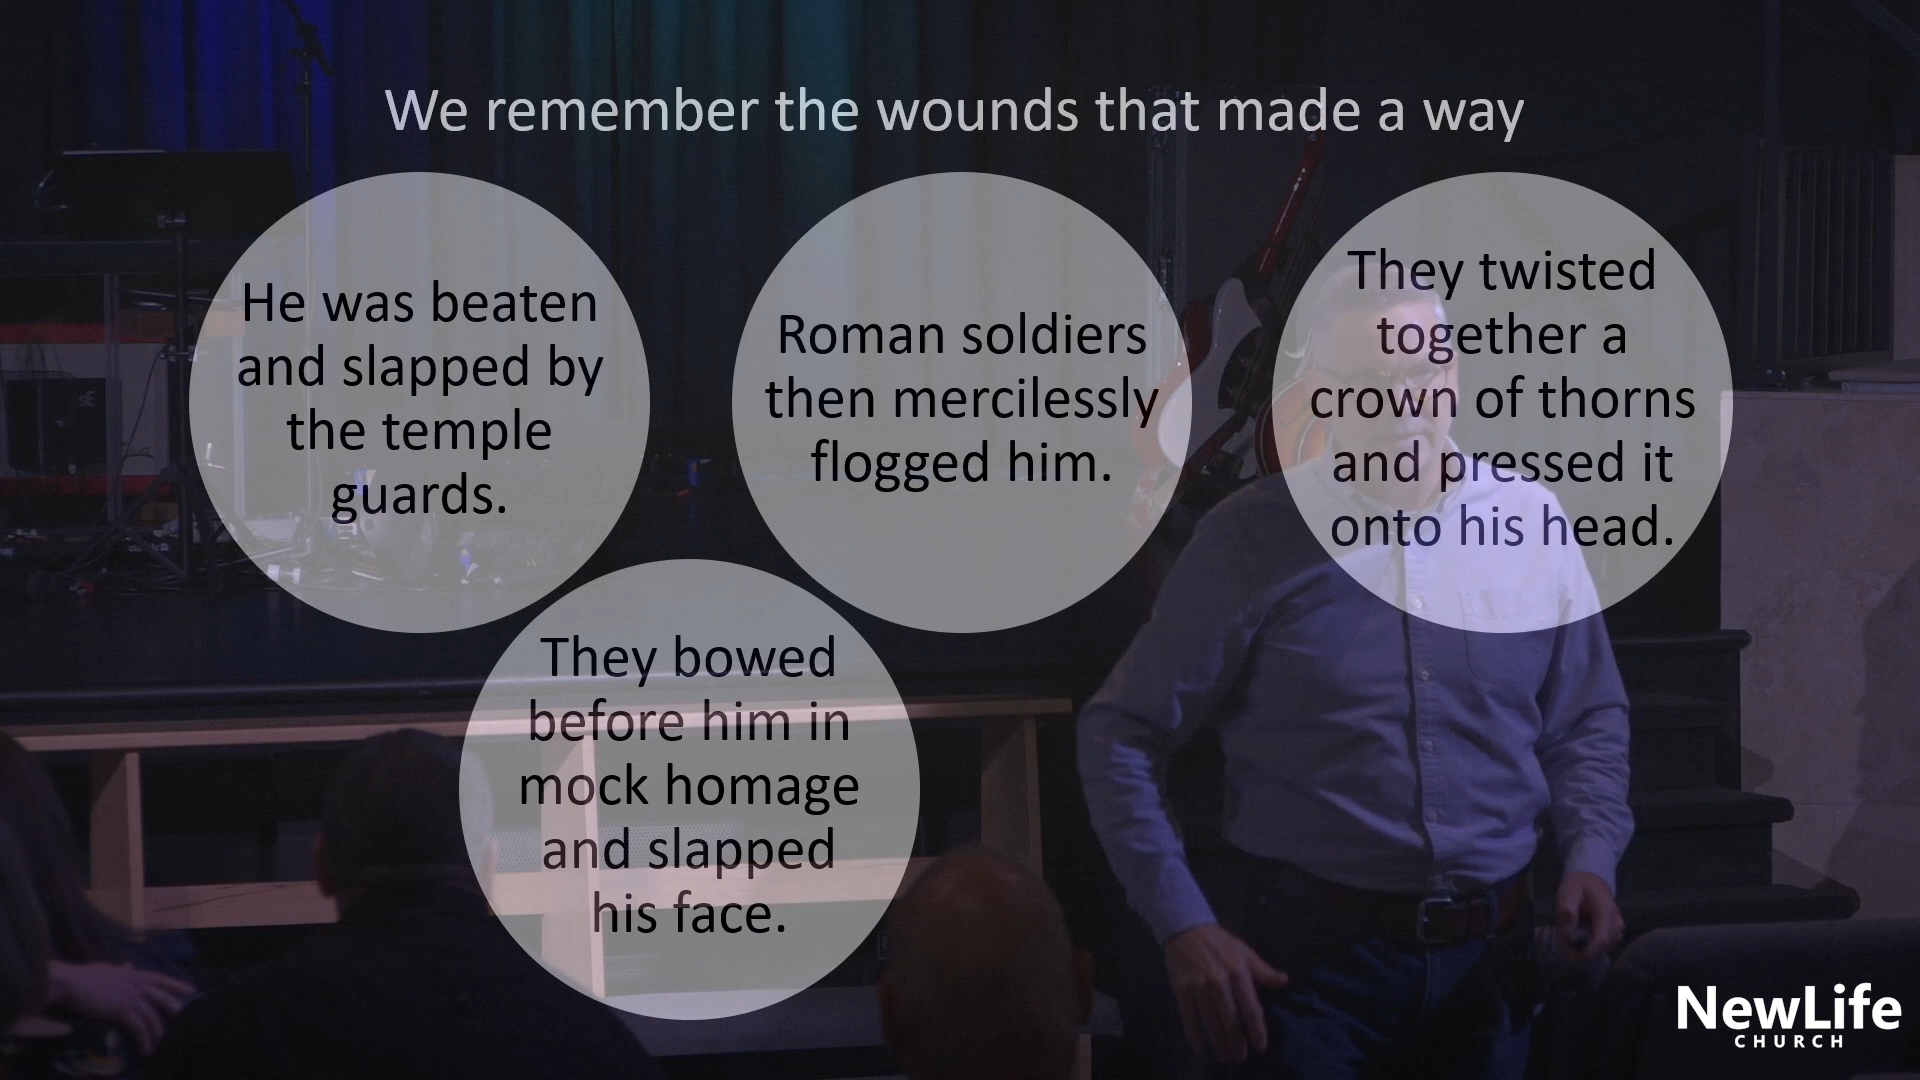 We remember the wounds that made a way
He was beaten
and slapped by
the temple
guards.
Roman soldiers
then mercilessly
flogged him.
They twisted
together a
crown of thorns
and pressed it
onto his head.
They bowed
before him in
mock homage
and slapped
his face.
NewLife
CHURCH
sE